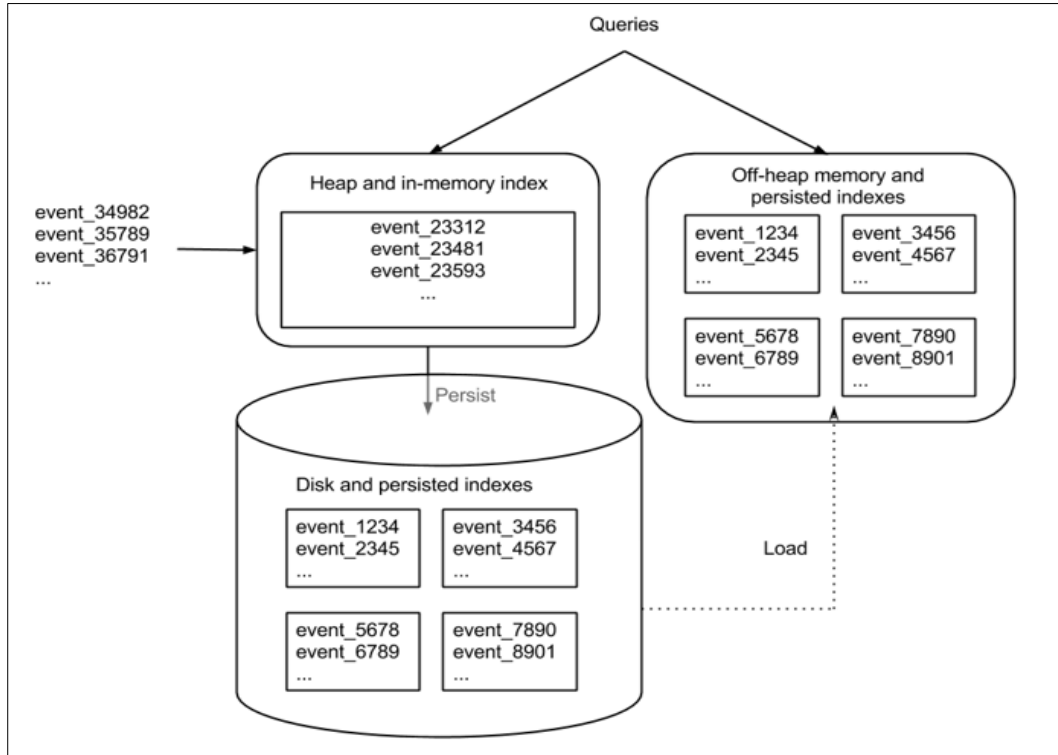 Queries
event_34982
event_35789
event_36791
...
Heap and in-memory index
event_23312
event_23481
event_23593
...
Off-heap memory and
persisted indexes
event_1234
event_2345
...
event_3456
event_4567
...
event_5678
event_6789
...
event_7890
event_8901
...
Persist
Disk and persisted indexes
event_1234
event_2345
...
event_3456
event_4567
...
event_5678
event_6789
...
event_7890
event_8901
...
Load